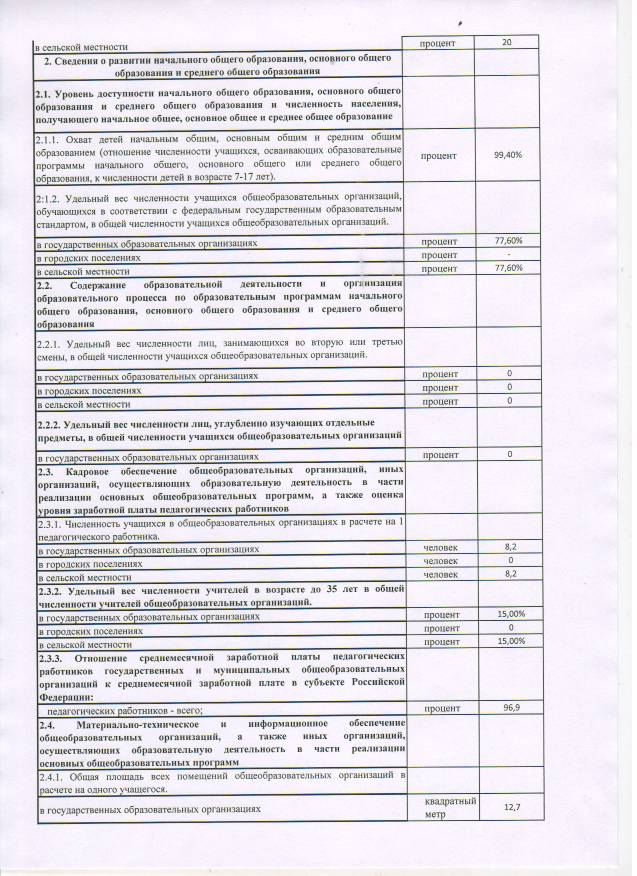 в сельской местности процент 20
2. Сведения о развитии начального общего образования, основного общего
образования и среднего общего образования
2.1. Уровень доступности начального общего образования, основного общего
образования и среднего общего образования и численность населения,
получающего начальное общее, основное общее и среднее общее образование
2.1.1. Охват детей начальным общим, основным общим и средним общим
образованием (отношение численности учащихся, осваивающих образовательные
программы начального общего, основного общего или среднего общего
образования, к численности детей в возрасте 7-17 лет). процент 99,40%
2:1.2. Удельный вес численности учащихся общеобразовательных организаций,
обучающихся в соответствии с федеральным государственным образовательным
стандартом, в общей численности учащихся общеобразовательных организаций.
в государственных образовательных организациях процент 77,60%
в городских поселениях процент -
в сельской местности процент 77,60%
2.2. Содержание образовательной деятельности и организация
образовательного процесса по образовательным программам начального
общего образования, основного общего образования и среднего общего
образования
2.2.1. Удельный вес численности лиц, занимающихся во вторую или третью
смены, в общей численности учащихся общеобразовательных организаций.
в государственных образовательных организациях процент 0
в городских поселениях процент 0
в сельской местности процент 0
2.2.2. Удельный вес численности лиц, углубленно изучающих отдельные
предметы, в общей численности учащихся общеобразовательных организаций
в государственных образовательных организациях процент 0
2.3. Кадровое обеспечение общеобразовательных организаций, иных
организаций, осуществляющих образовательную деятельность в части
реализации основных общеобразовательных программ, а также оценка
уровня заработной платы педагогических работников
2.3.1. Численность учащихся в общеобразовательных организациях в расчете на 1
педагогического работника.
в государственных образовательных организациях человек 8,2
в городских поселениях человек 0
в сельской местности человек 8,2
2.3.2. Удельный вес численности учителей в возрасте до 35 лет в общей
численности учителей общеобразовательных организаций.
в государственных образовательных организациях процент 15,00%
в городских поселениях процент 0
в сельской местности процент 15,00%
2.3.3. Отношение среднемесячной заработной платы педагогических
работников государственных и муниципальных общеобразовательных
организаций к среднемесячной заработной плате в субъекте Российской
Федерации:
педагогических работников - всего; процент 96,9
2.4. Материально-техническое и информационное обеспечение
общеобразовательных организаций, а также иных организаций,
осуществляющих образовательную деятельность в части реализации
основных общеобразовательных программ
2.4.1. Общая площадь всех помещений общеобразовательных организаций в
расчете на одного учащегося.
в государственных образовательных организациях квадратный метр 12,7